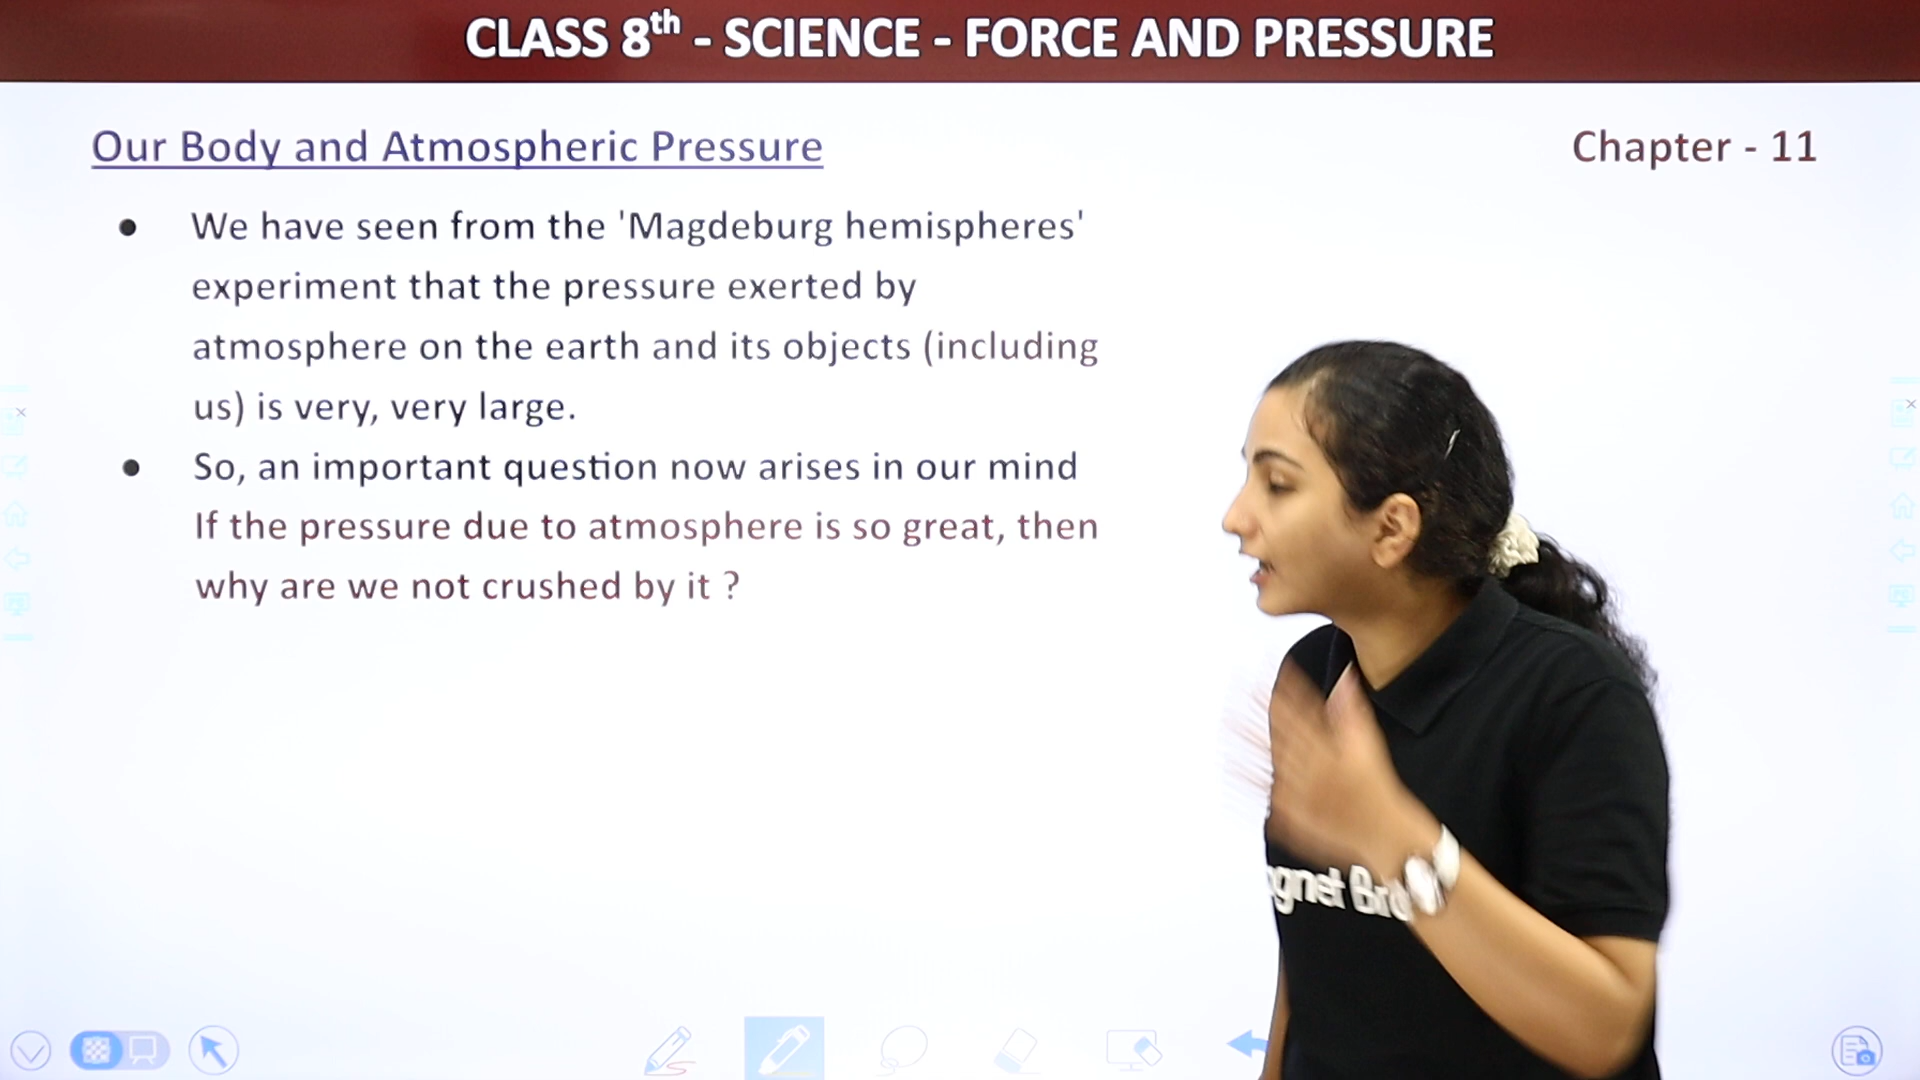 CLASS 8th - SCIENCE - FORCE AND PRESSURE
Our Body and Atmospheric Pressure
Chapter - 11
● We have seen from the 'Magdeburg hemispheres'
experiment that the pressure exerted by
atmosphere on the earth and its objects (including
us) is very, very large.
● So, an important question now arises in our mind
If the pressure due to atmosphere is so great, then
why are we not crushed by it ?
gnet Bro